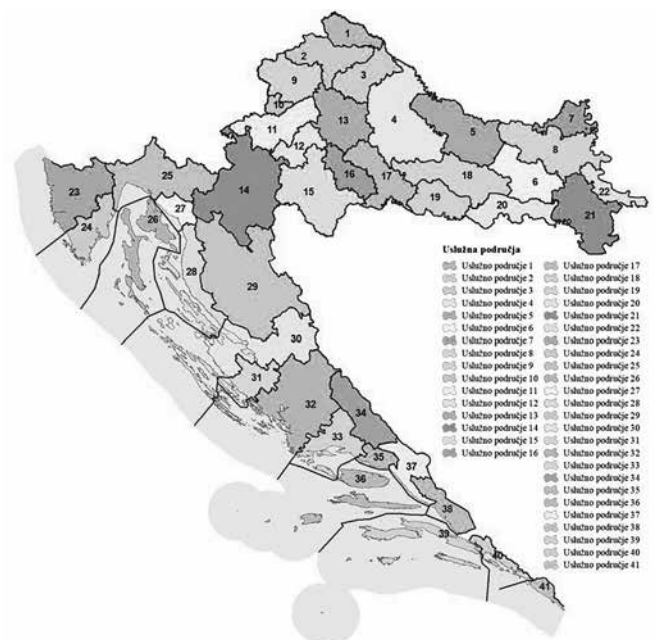 1
2
3
9
10
11
12
13
4
5
7
8
14
15
16
17
18
19
20
6
22
21
23
24
25
26
27
28
29
30
31
32
33
34
35
36
37
38
39
40
41
Uslužna područja
Uslužno područje 1
Uslužno područje 2
Uslužno područje 3
Uslužno područje 4
Uslužno područje 5
Uslužno područje 6
Uslužno područje 7
Uslužno područje 8
Uslužno područje 9
Uslužno područje 10
Uslužno područje 11
Uslužno područje 12
Uslužno područje 13
Uslužno područje 14
Uslužno područje 15
Uslužno područje 16
Uslužno područje 17
Uslužno područje 18
Uslužno područje 19
Uslužno područje 20
Uslužno područje 21
Uslužno područje 22
Uslužno područje 23
Uslužno područje 24
Uslužno područje 25
Uslužno područje 26
Uslužno područje 27
Uslužno područje 28
Uslužno područje 29
Uslužno područje 30
Uslužno područje 31
Uslužno područje 32
Uslužno područje 33
Uslužno područje 34
Uslužno područje 35
Uslužno područje 36
Uslužno područje 37
Uslužno područje 38
Uslužno područje 39
Uslužno područje 40
Uslužno područje 41